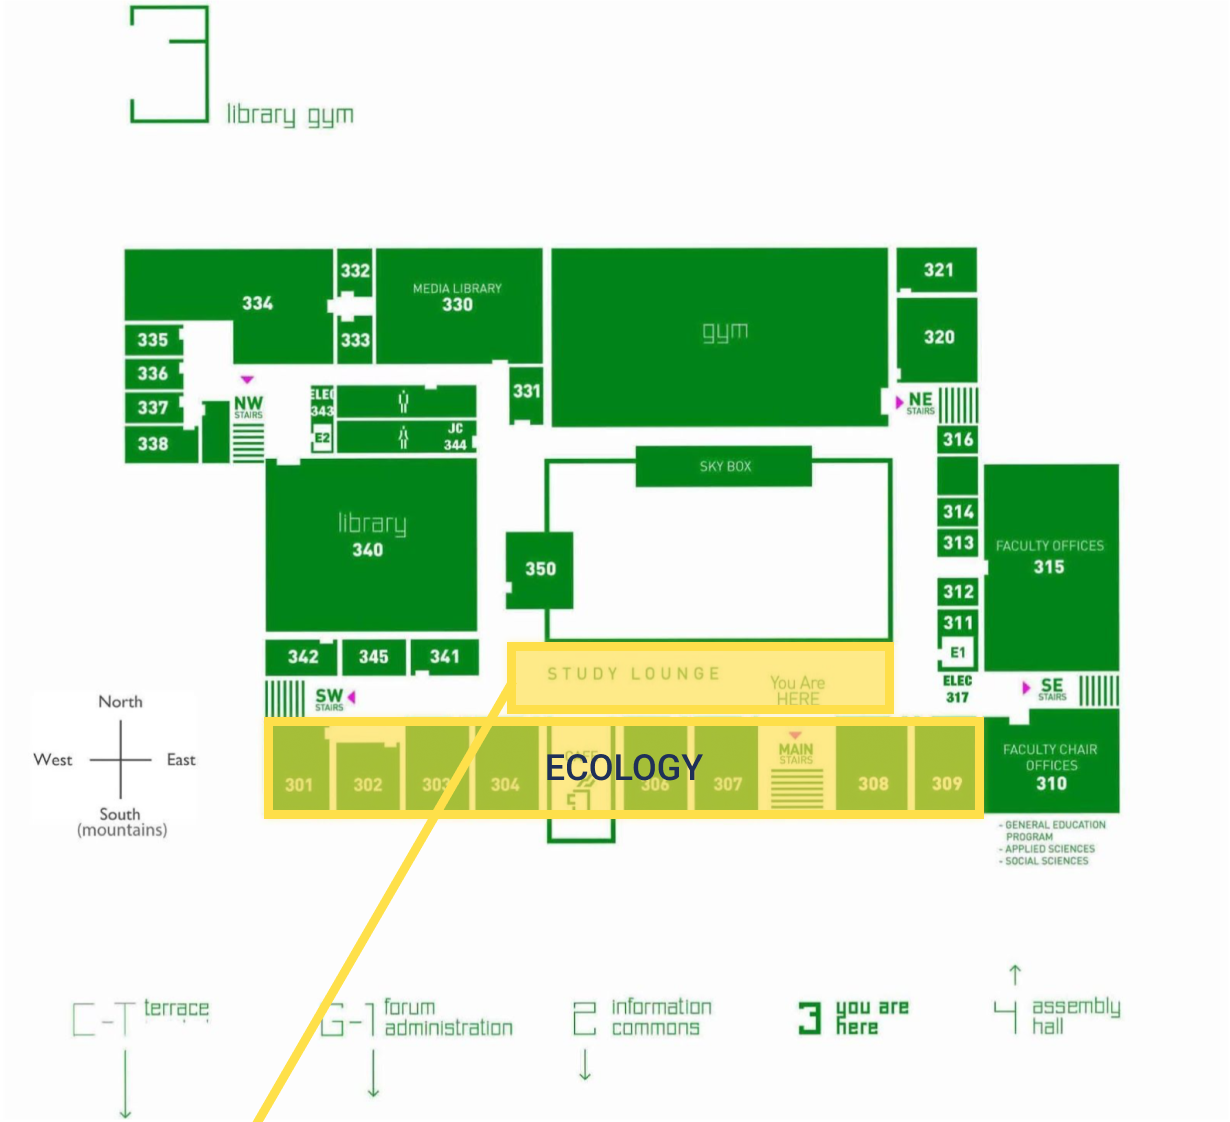 3
library gym
334
332
333
MEDIA LIBRARY
330
gym
321
320
335
336
337
338
NW
STAIRS
ELEC
343
E2
JC
344
331
NE
STAIRS
316
SKY BOX
library
340
350
314
313
312
311
E1
ELEC
317
FACULTY OFFICES
315
342
345
341
SW
STAIRS
STUDY LOUNGE
You Are
HERE
SE
STAIRS
North
West
East
South
(mountains)
301
302
303
304
ECOLOGY
306
307
MAIN
STAIRS
308
309
FACULTY CHAIR
OFFICES
310
- GENERAL EDUCATION
PROGRAM
- APPLIED SCIENCES
- SOCIAL SCIENCES
C-T terrace
G-1 forum
administration
2 information
commons
3 you are
here
4 assembly
hall